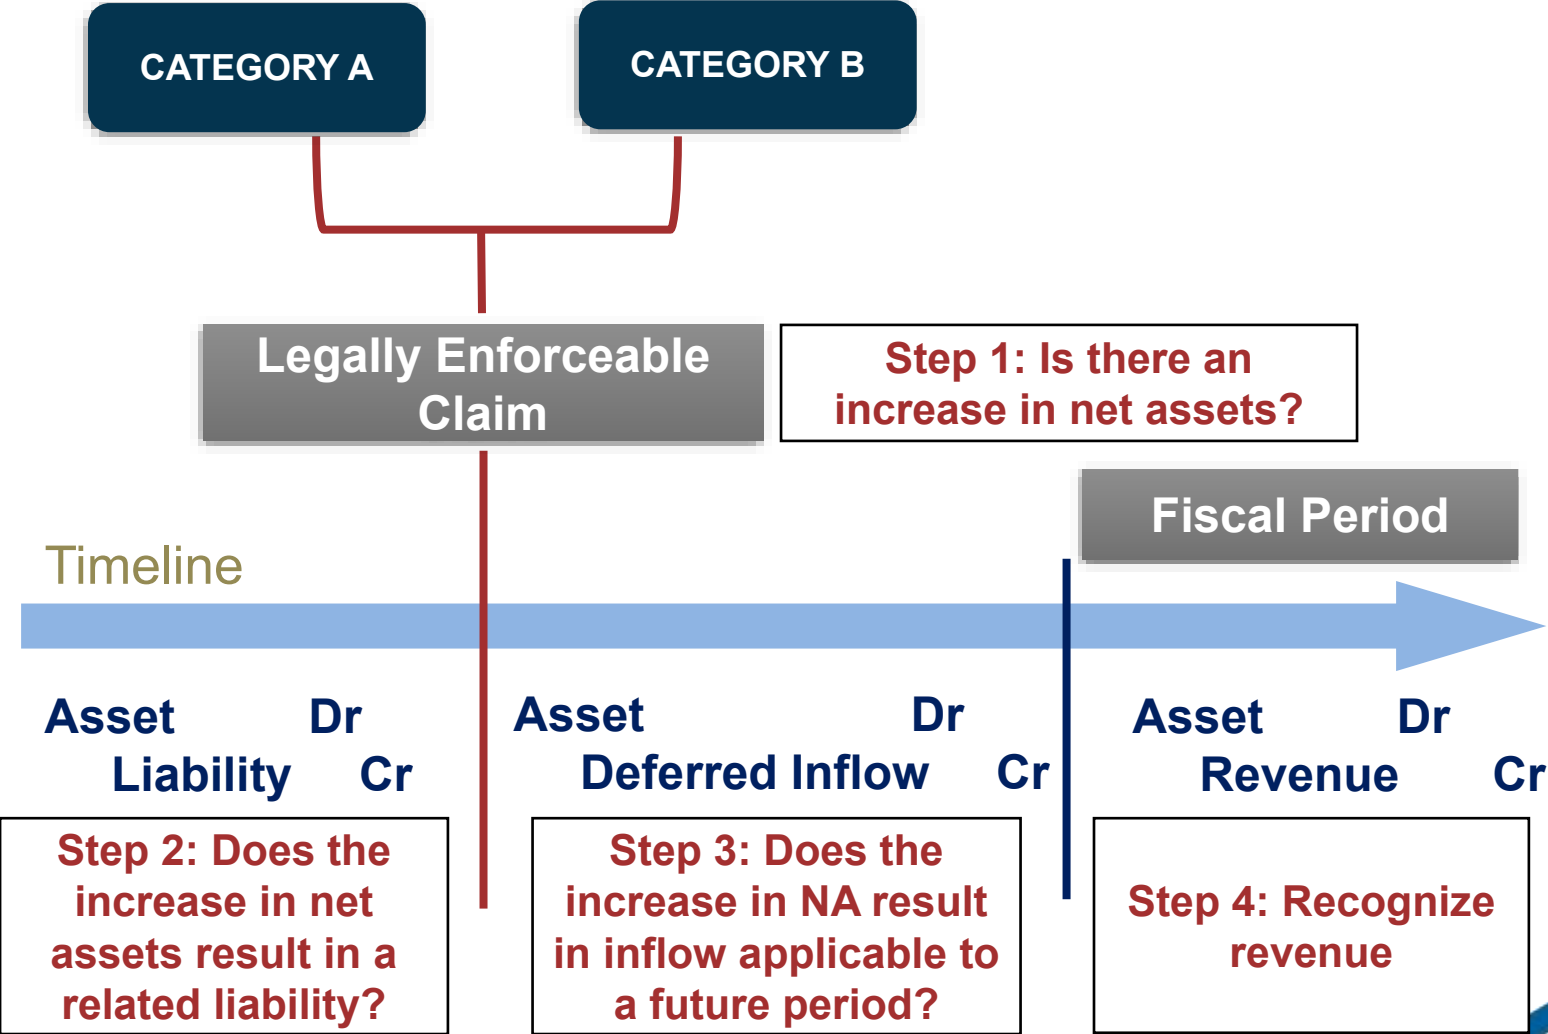 CATEGORY A
CATEGORY B
Legally Enforceable
Claim
Step 1: Is there an
increase in net assets?
Fiscal Period
Timeline
Asset Dr
Liability Cr
Asset Dr
Deferred Inflow Cr
Asset Dr
Revenue Cr
Step 2: Does the
increase in net
assets result in a
related liability?
Step 3: Does the
increase in NA result
in inflow applicable to
a future period?
Step 4: Recognize
revenue